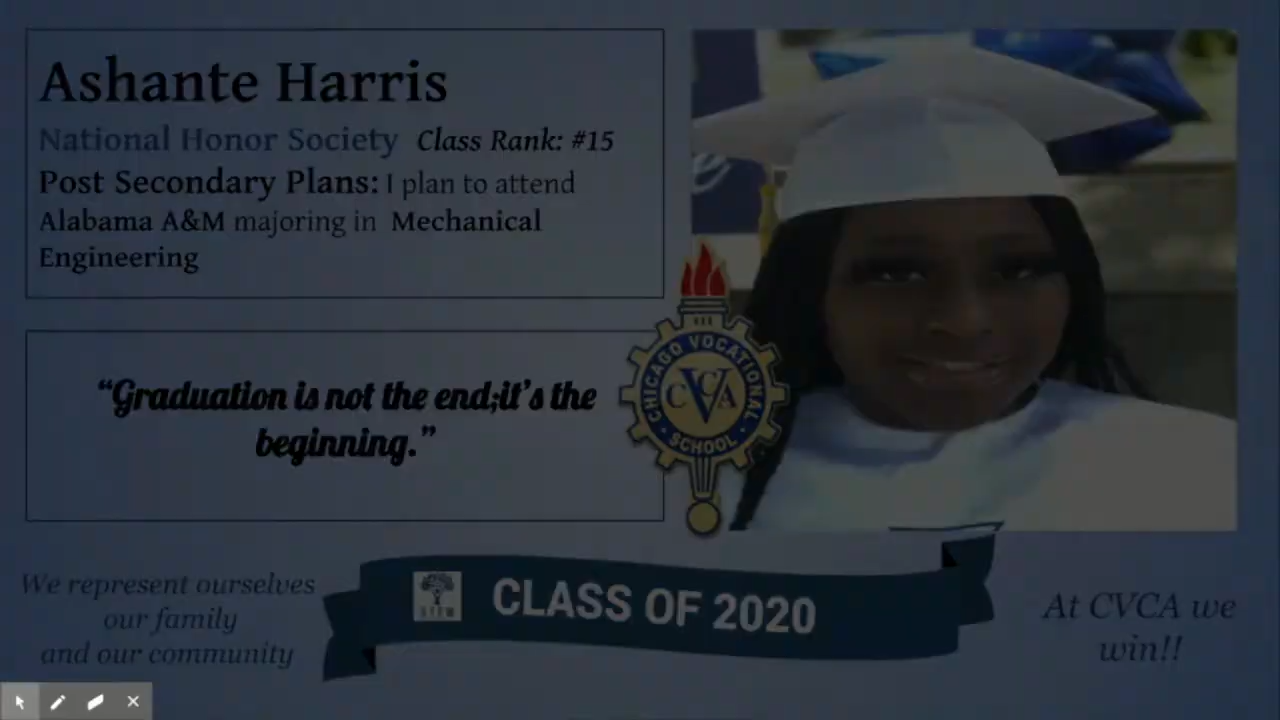 Ashante Harris
National Honor Society Class Rank: #15
Post Secondary Plans: I plan to attend
Alabama A&M majoring in Mechanical
Engineering
“Graduation is not the end;it's the
beginning.”
CHICAGO VOCATIONAL
CVCA
SCHOOL
We represent ourselves
our family
and our community
STEM
CLASS OF 2020
At CVCA we
win!!